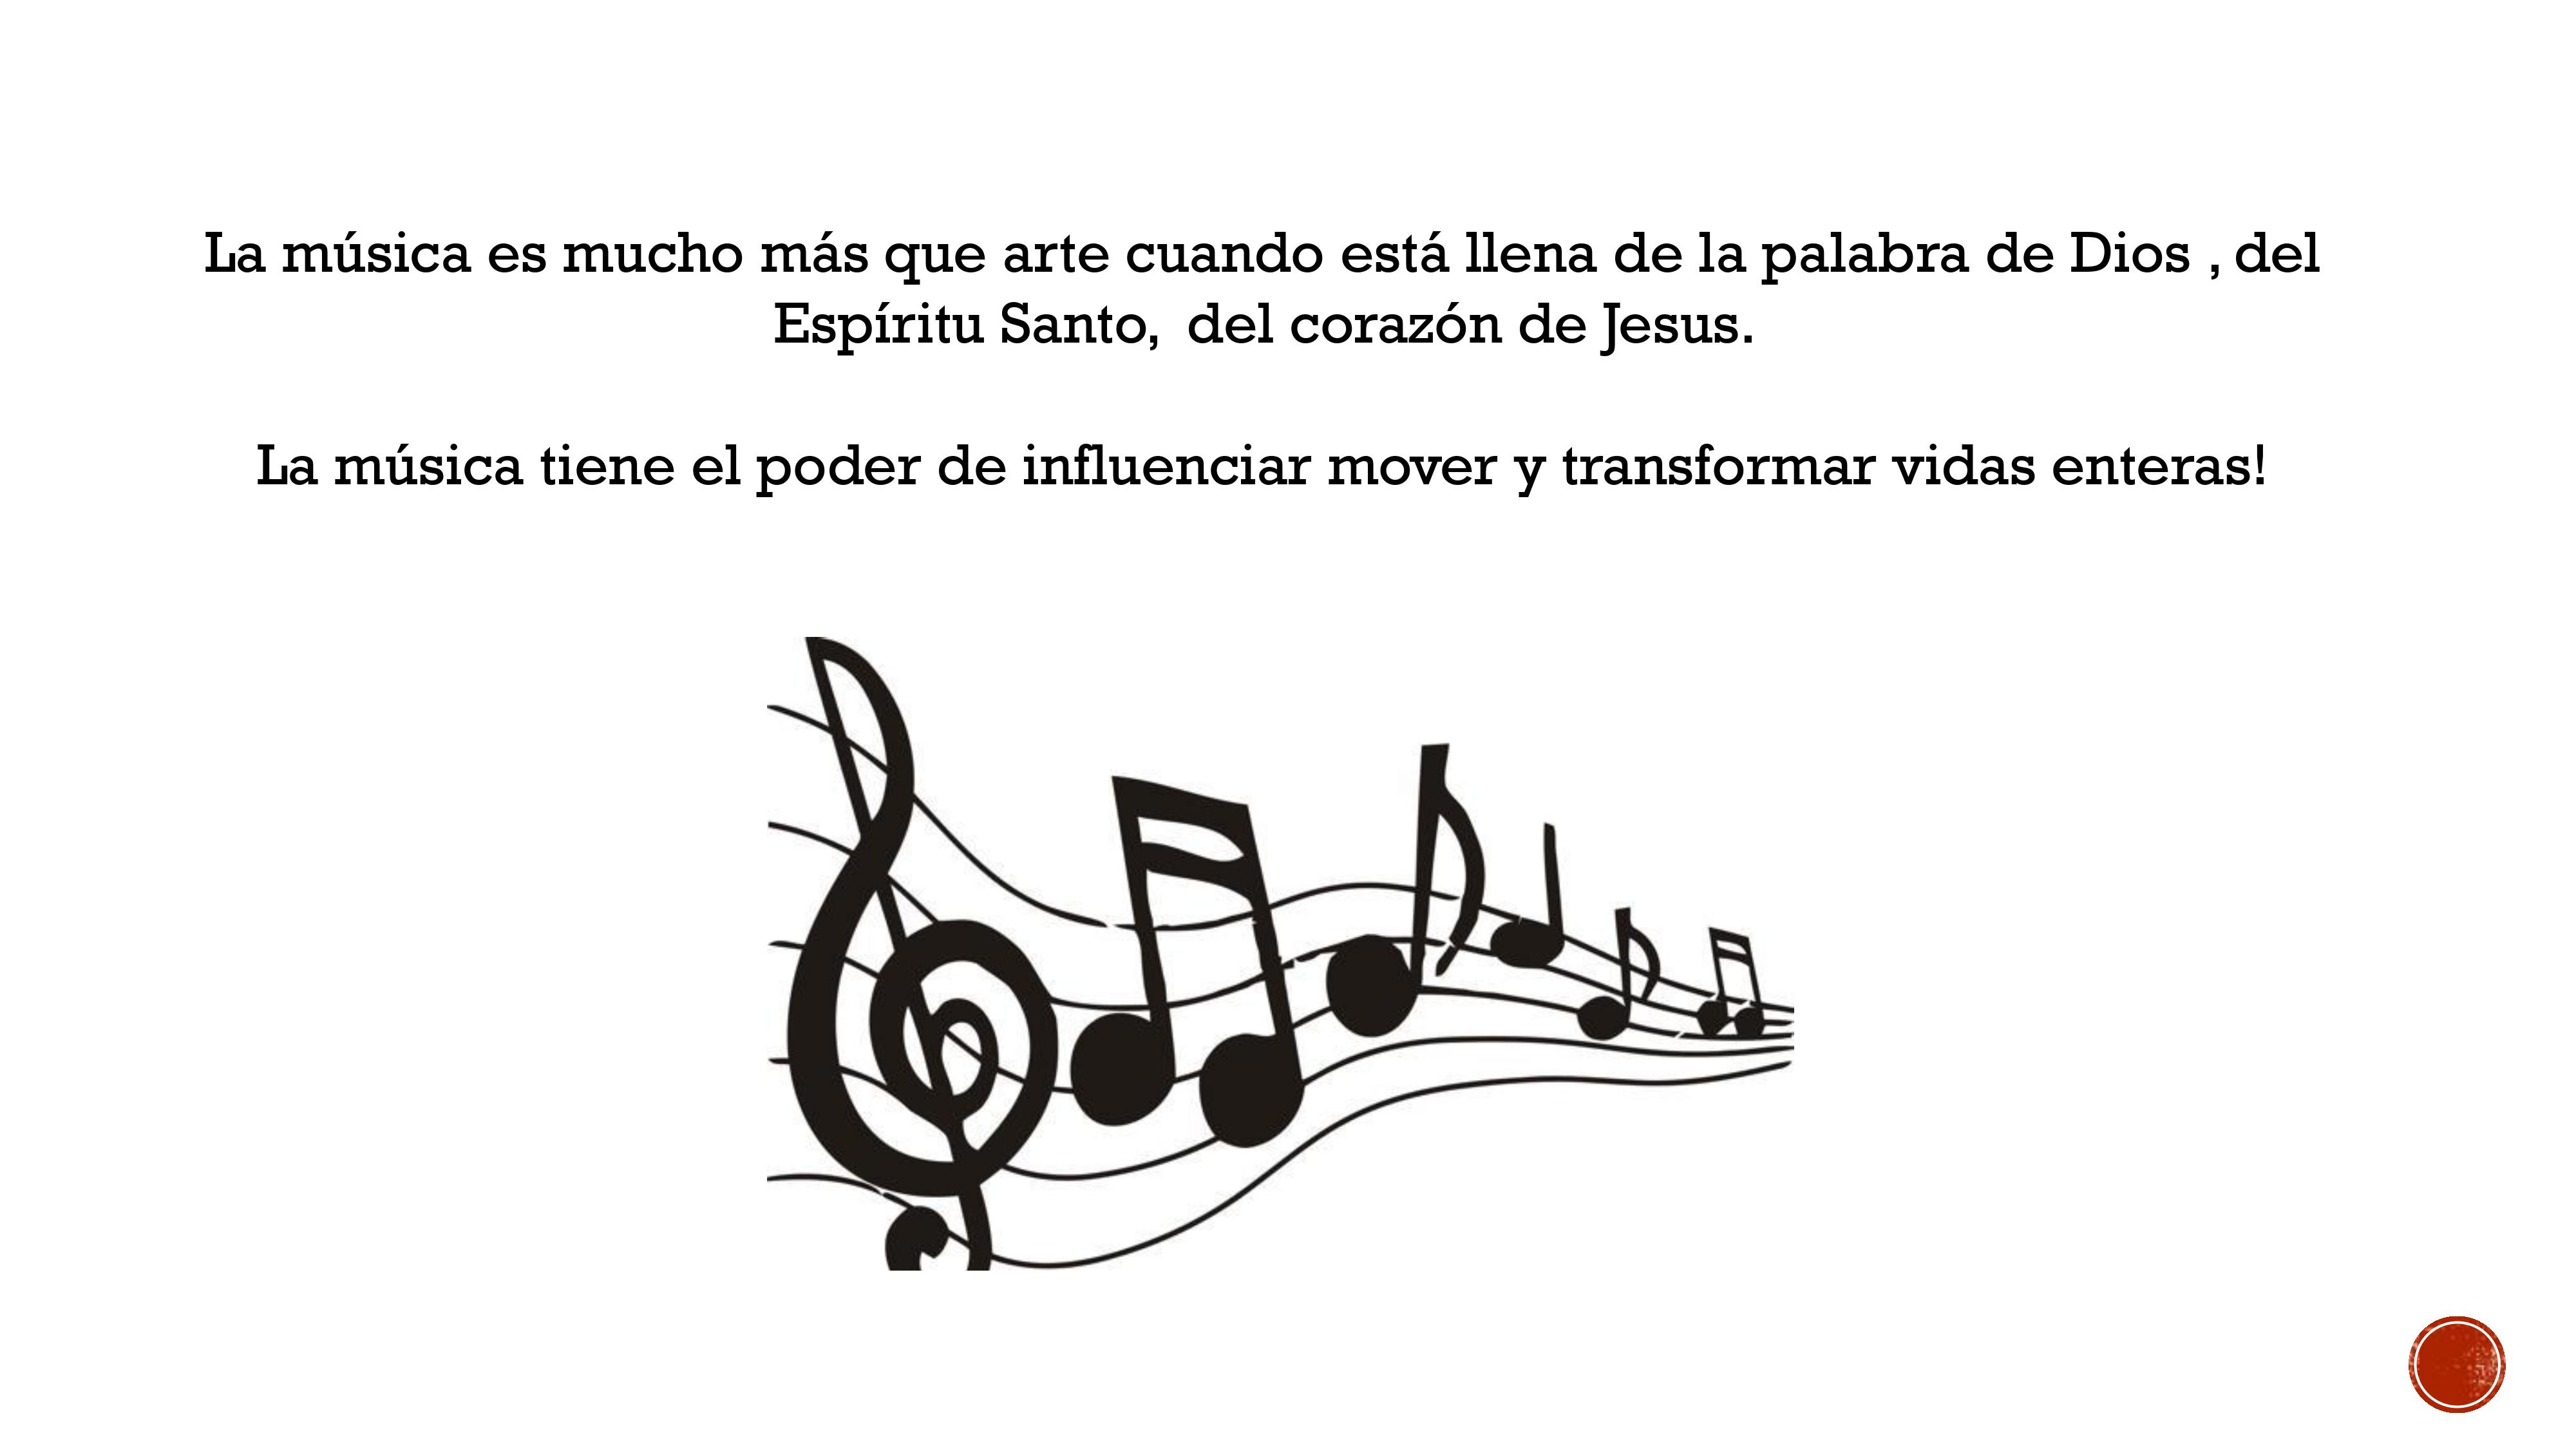 La música es mucho más que arte cuando está llena de la palabra de Dios , del
Espíritu Santo,  del corazón de Jesus.
La música tiene el poder de influenciar mover y transformar vidas enteras!